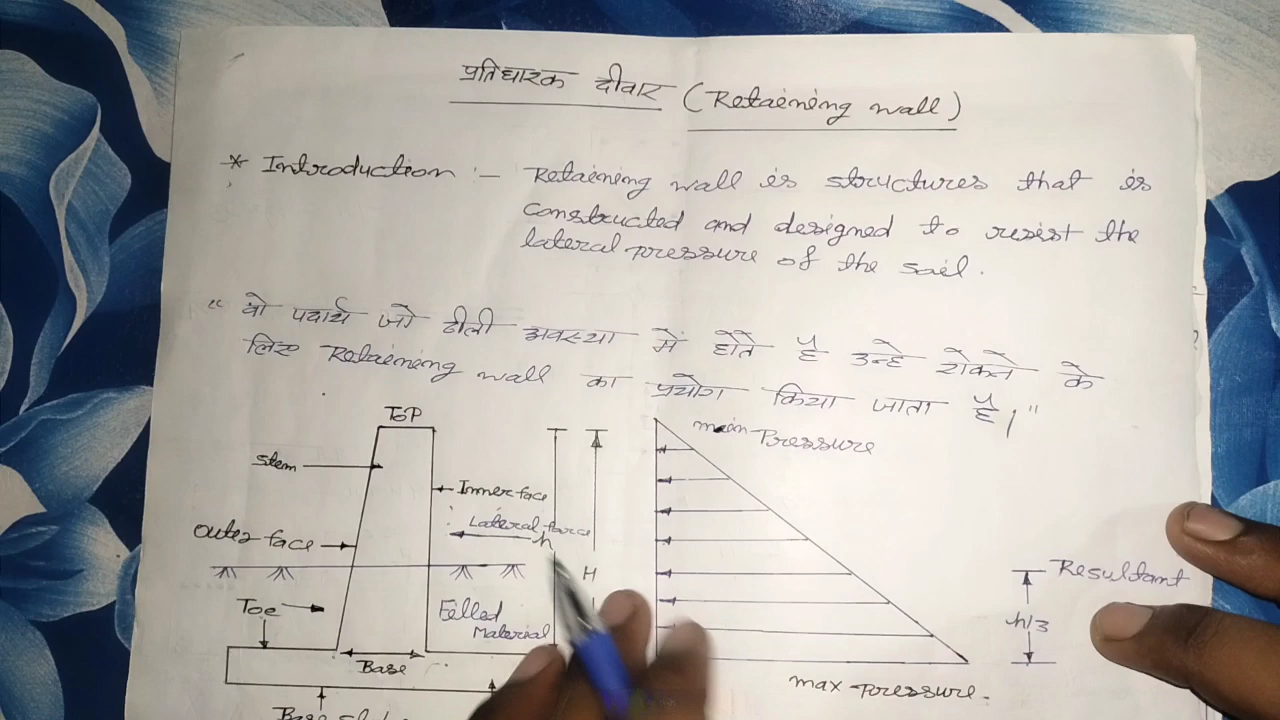 प्रतिधारक दीवार (Retaining wall)
* Introduction :- Retaining wall is structures that is
constructed and designed to resist the
lateral pressure of the soil.
“ वो पदार्थ जो ढीली अवस्था में होते है उन्हे रोकने के
लिए Retaining wall का प्रयोग किया जाता है।"
TOP
min Pressure
Stem
Inner face
Lateral force
h
Outer face
H
Resultant
Toe
Filled
Material
h/3
Base
max pressure.
Base